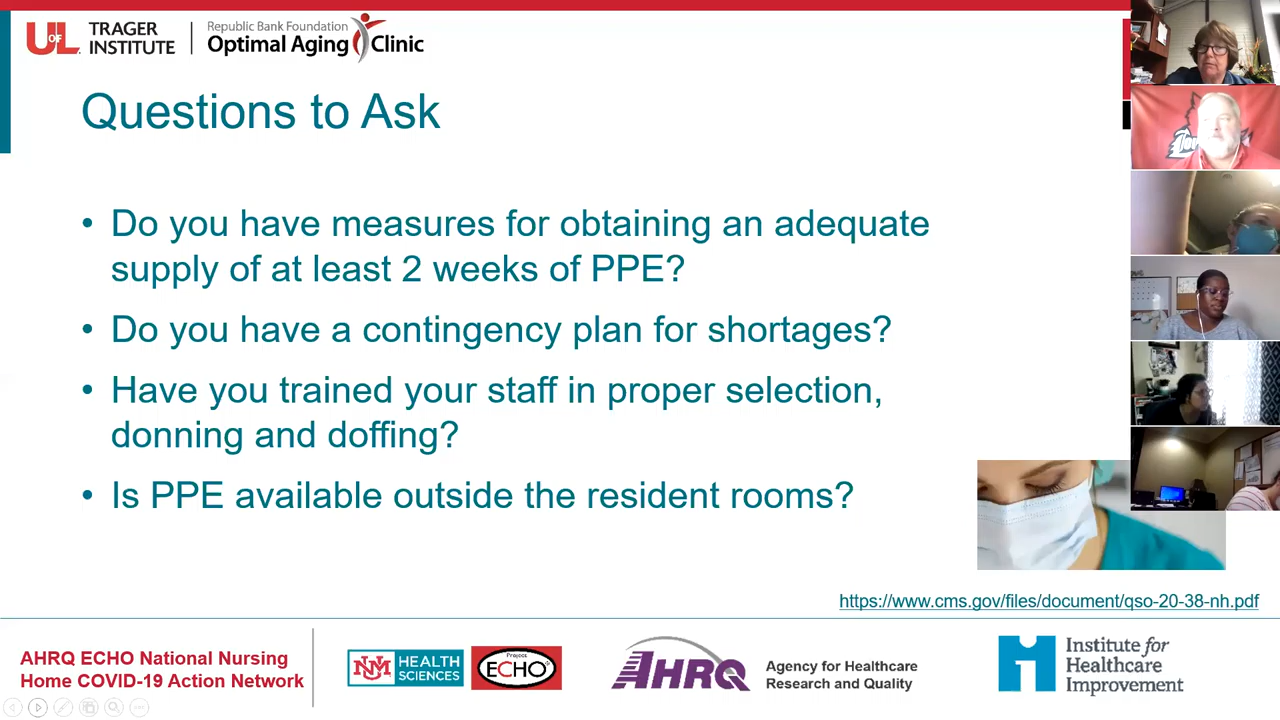 UofL TRAGER INSTITUTE
Republic Bank Foundation
Optimal Aging Clinic
Questions to Ask
• Do you have measures for obtaining an adequate
supply of at least 2 weeks of PPE?
• Do you have a contingency plan for shortages?
• Have you trained your staff in proper selection,
donning and doffing?
• Is PPE available outside the resident rooms?
https://www.cms.gov/files/document/qso-20-38-nh.pdf
AHRQ ECHO National Nursing
Home COVID-19 Action Network
UNM HEALTH
SCIENCES
Project
ECHO®
AHRQ
Agency for Healthcare
Research and Quality
Institute for
Healthcare
Improvement